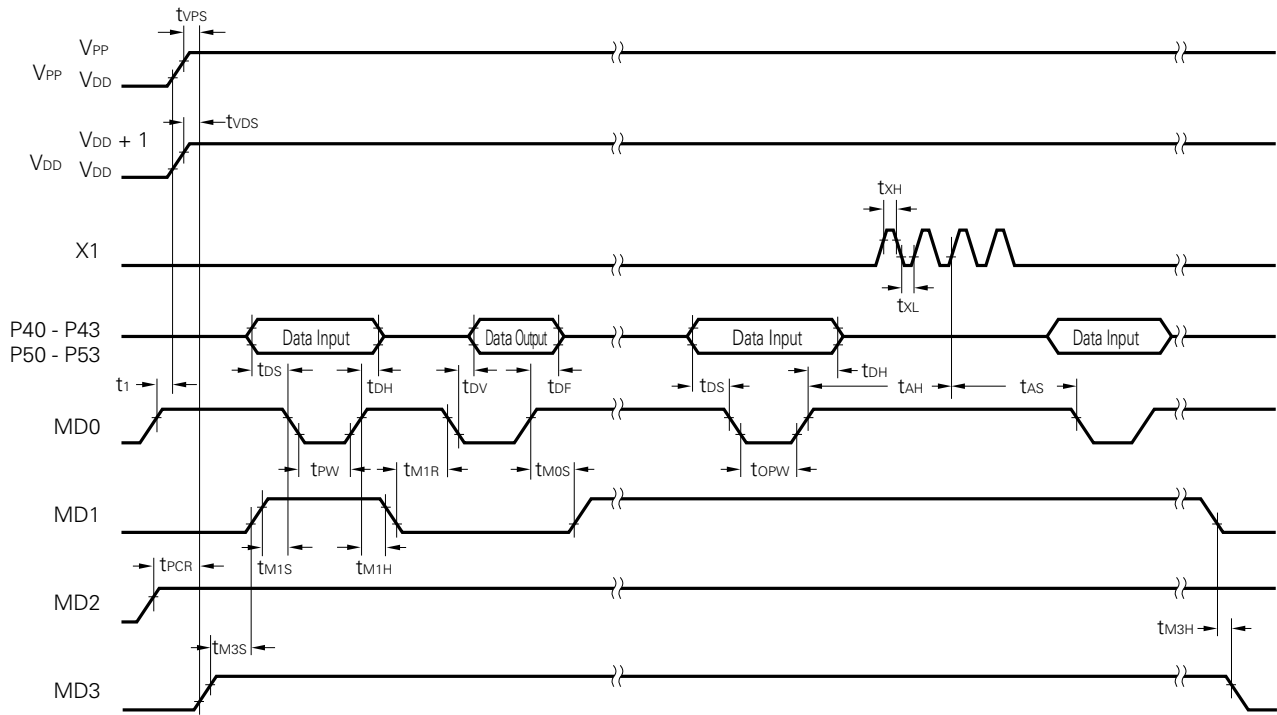 tVPS
VPP
VPP VDD
tVDS
VDD + 1
VDD VDD
tXH
X1
tXL
P40 - P43
P50 - P53
Data Input
Data Output
Data Input
Data Input
t1
tDS
tDH
tDV
tDF
tDS
tDH
tAH
tAS
MD0
tPW
tM1R
tM0S
tOPW
MD1
tM1S
tM1H
tPCR
MD2
tM3S
tM3H
MD3